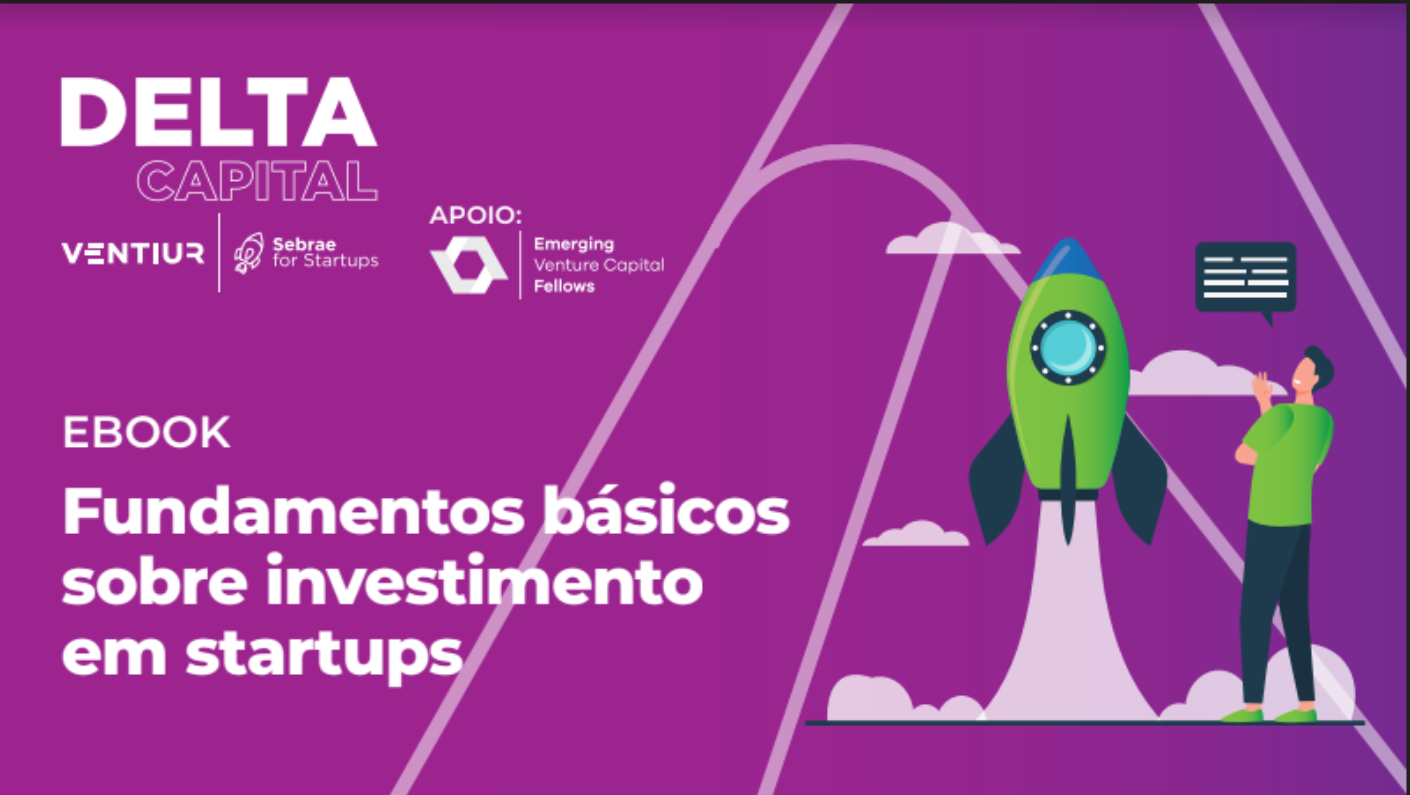 DELTA
CAPITAL
VENTIUR
Sebrae
for Startups
APOIO:
Emerging
Venture Capital
Fellows
EBOOK
Fundamentos básicos
sobre investimento
em startups